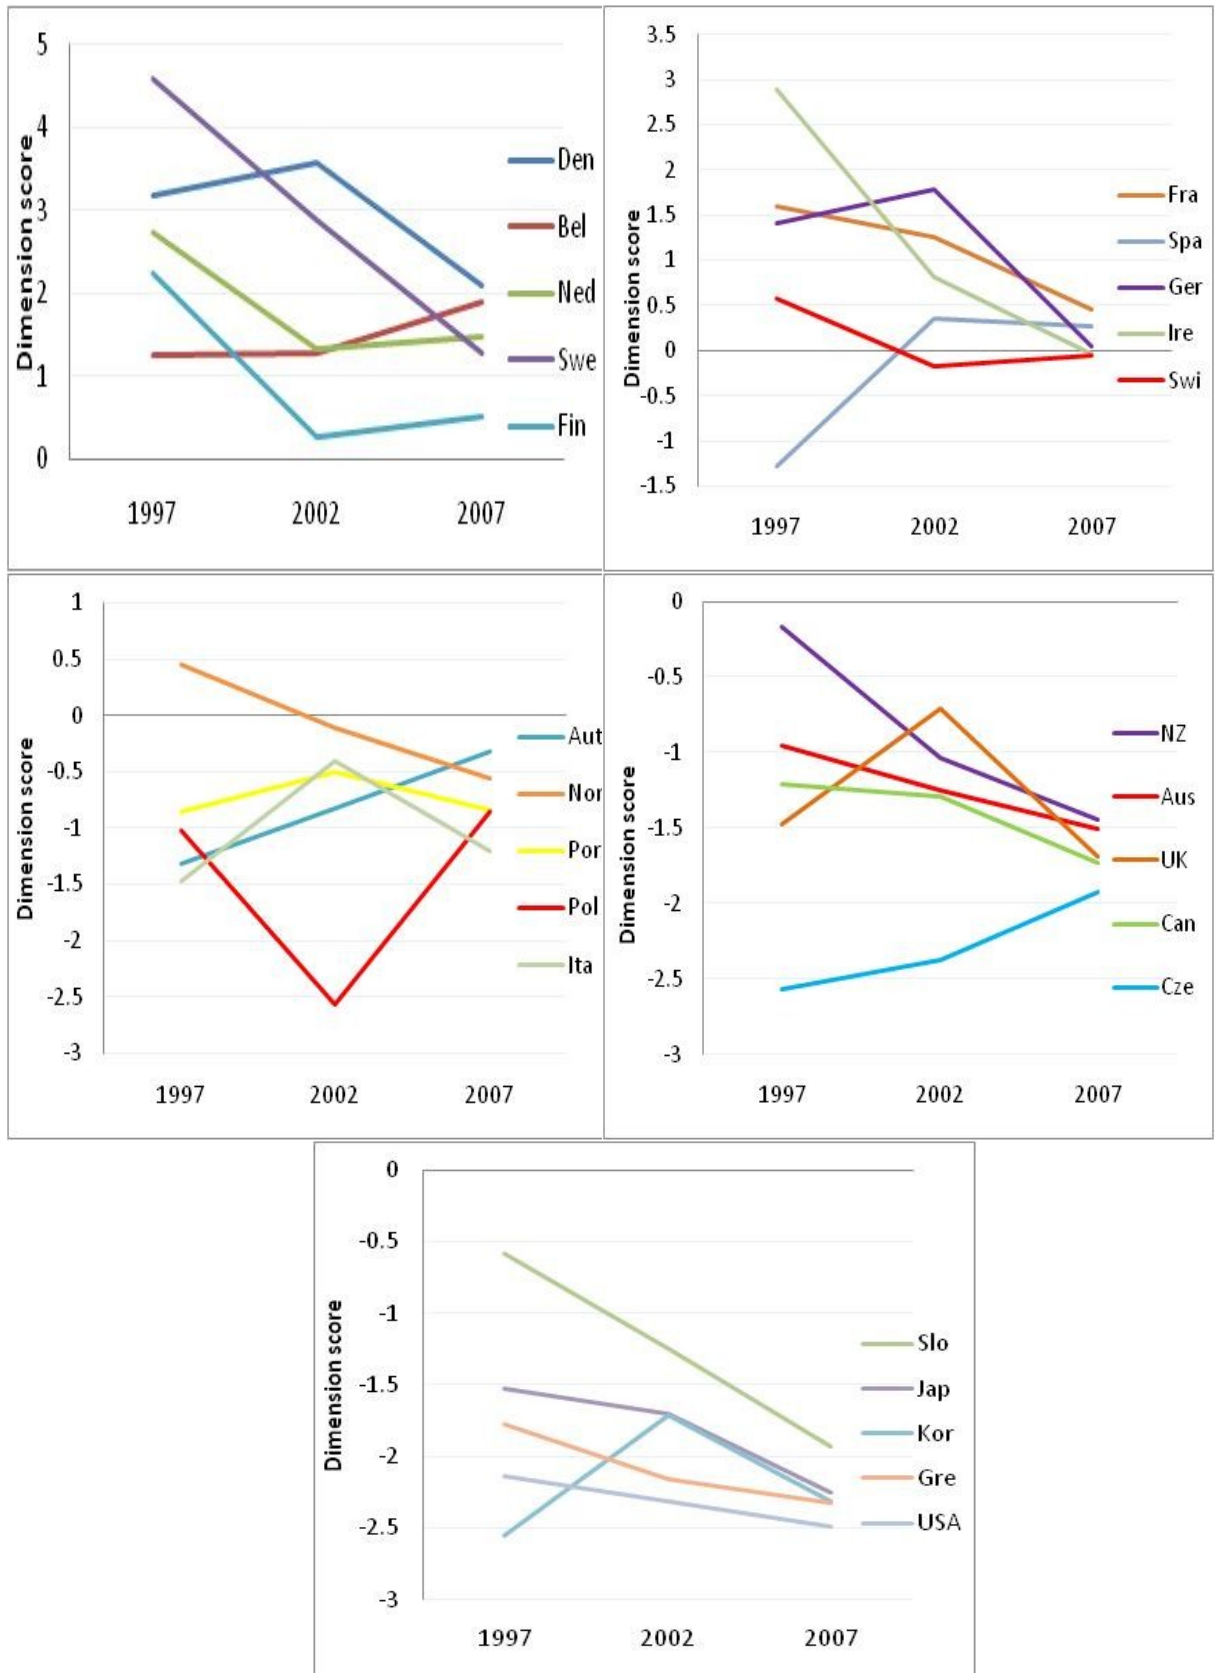 5
4
3
2
1
0
Dimension score
1997 2002 2007
Den
Bel
Ned
Swe
Fin
3.5
3
2.5
2
1.5
1
0.5
0
-0.5
-1
-1.5
Dimension score
1997 2002 2007
Fra
Spa
Ger
Ire
Swi
1
0.5
0
-0.5
-1
-1.5
-2
-2.5
-3
Dimension score
1997 2002 2007
Aut
Nor
Por
Pol
Ita
0
-0.5
-1
-1.5
-2
-2.5
-3
Dimension score
1997 2002 2007
NZ
Aus
UK
Can
Cze
0
-0.5
-1
-1.5
-2
-2.5
-3
Dimension score
1997 2002 2007
Slo
Jap
Kor
Gre
USA